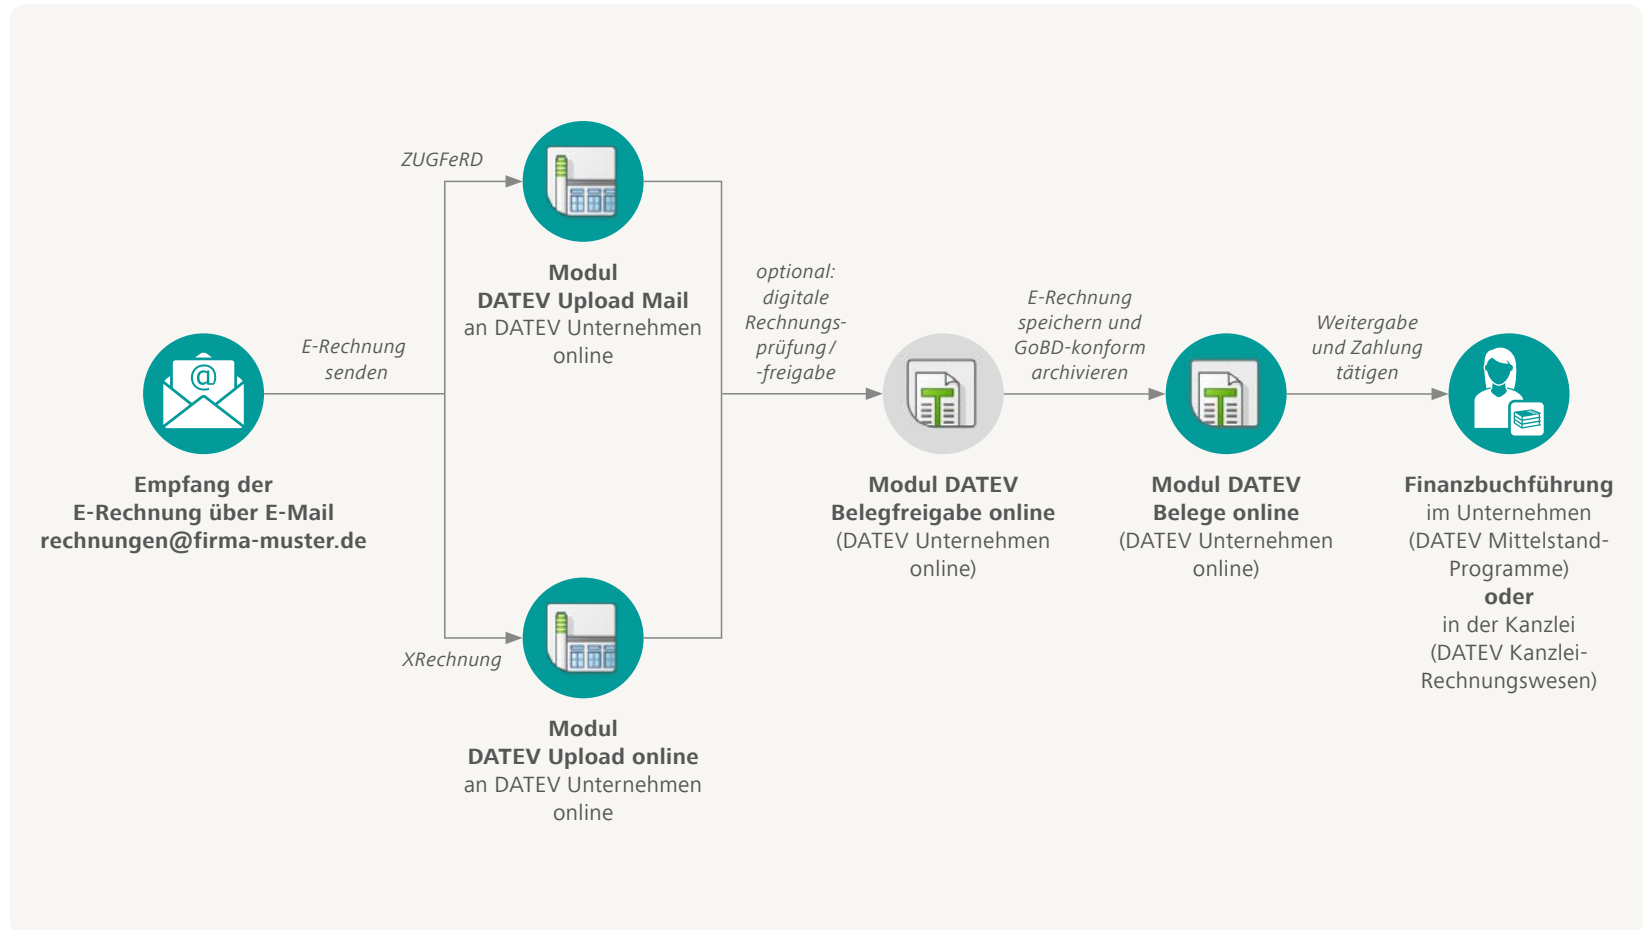 ZUGFeRD
Modul
DATEV Upload Mail
an DATEV Unternehmen
online
E-Rechnung
senden
@
Empfang der
E-Rechnung über E-Mail
rechnungen@firma-muster.de
XRechnung
Modul
DATEV Upload online
an DATEV Unternehmen
online
optional:
digitale
Rechnungs-
prüfung /
-freigabe
Modul DATEV
Belegfreigabe online
(DATEV Unternehmen
online)
E-Rechnung
speichern und
GoBD-konform
archivieren
Modul DATEV
Belege online
(DATEV Unternehmen
online)
Weitergabe
und Zahlung
tätigen
Finanzbuchführung
im Unternehmen
(DATEV Mittelstand-
Programme)
oder
in der Kanzlei
(DATEV Kanzlei-
Rechnungswesen)